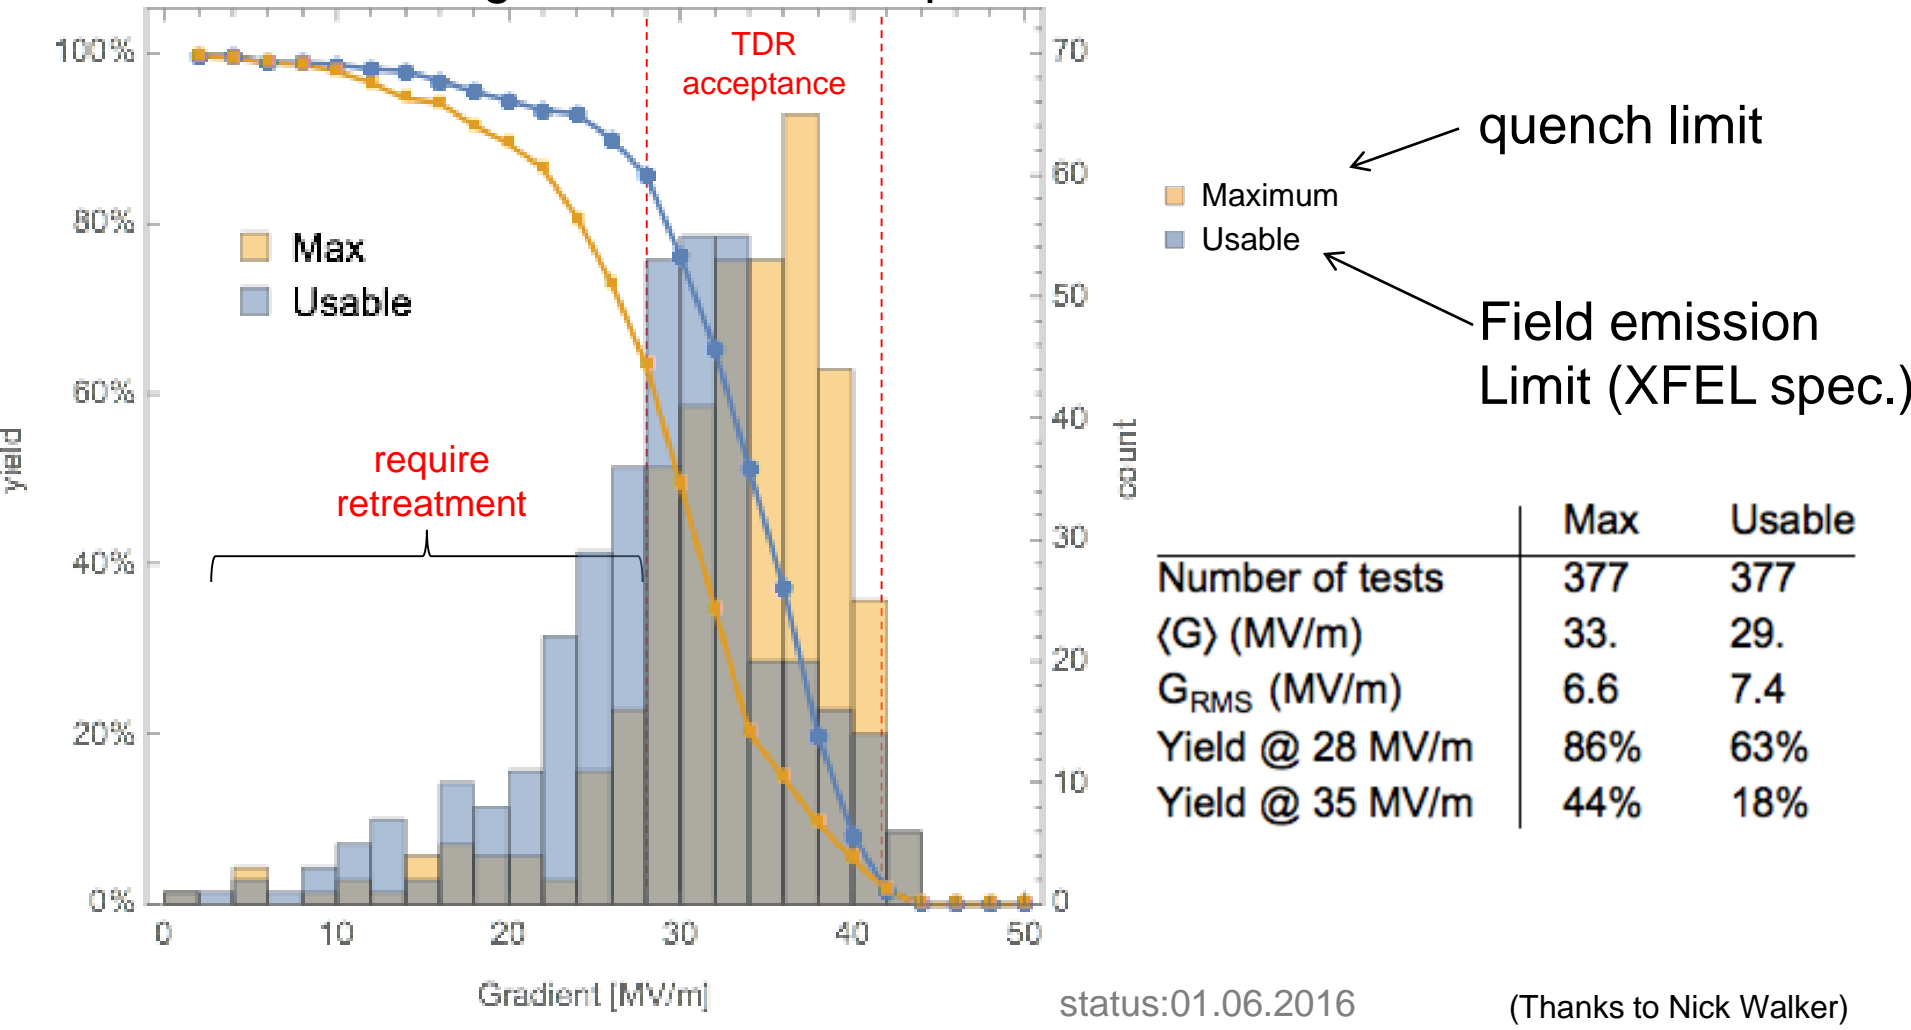 TDR
acceptance
100%
80%
60%
40%
20%
0%
yield
70
60
50
40
30
20
10
0
count
Max
Usable
require
retreatment
0 10 20 30 40 50
Gradient [MV/m]
quench limit
Maximum
Usable
Field emission
Limit (XFEL spec.)
Max Usable
Number of tests 377 377
⟨G⟩ (MV/m) 33. 29.
GRMS (MV/m) 6.6 7.4
Yield @ 28 MV/m 86% 63%
Yield @ 35 MV/m 44% 18%
status:01.06.2016
(Thanks to Nick Walker)